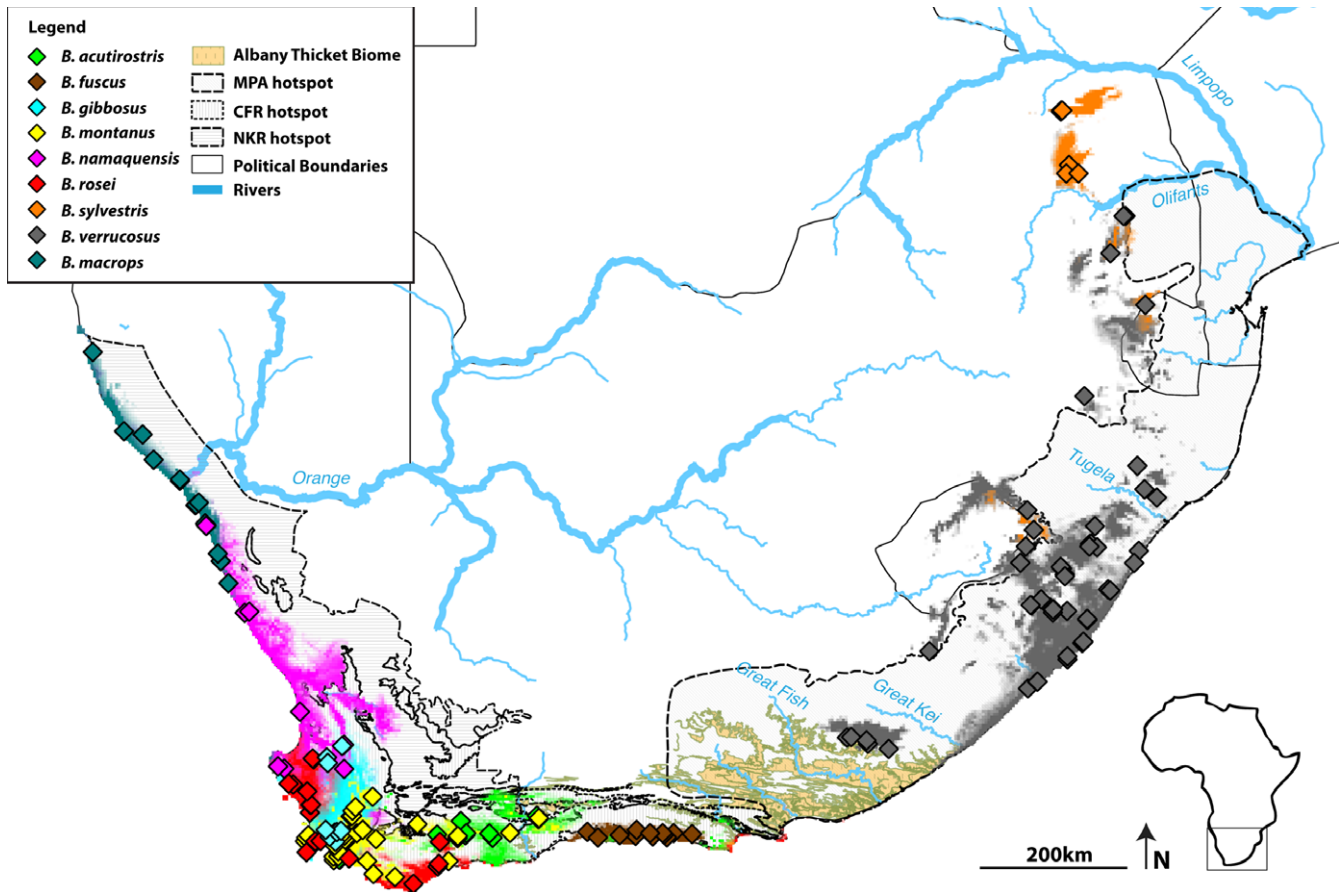 Legend
B. acutirostris
B. fuscus
B. gibbosus
B. montanus
B. namaquensis
B. rosei
B. sylvestris
B. verrucosus
B. macrops
Albany Thicket Biome
MPA hotspot
CFR hotspot
NKR hotspot
Political Boundaries
Rivers
Limpopo
Olifants
Orange
Tugela
Great Fish
Great Kei
200km
N